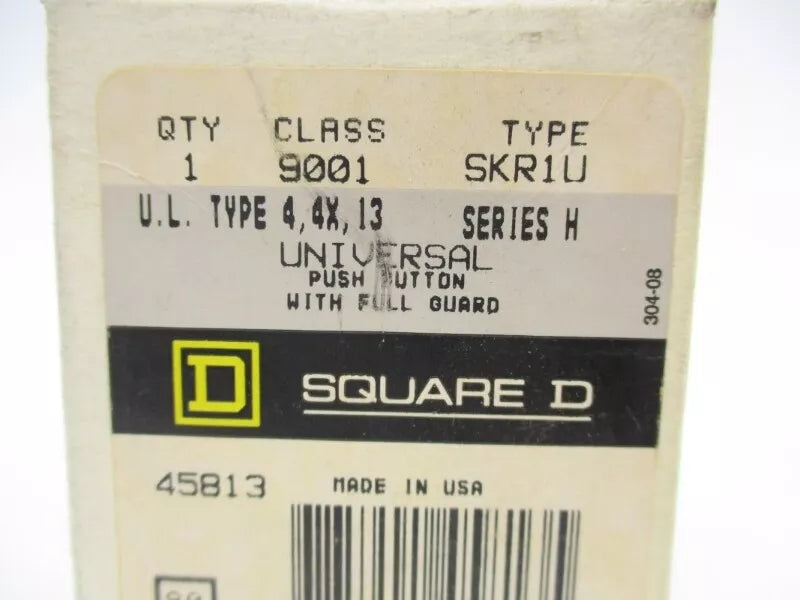 QTY CLASS TYPE
1 9001 SKR1U
U.L. TYPE 4,4X,13 SERIES H
UNIVERSAL
PUSH BUTTON
WITH FULL GUARD
304-08
D SQUARE D
45813 MADE IN USA